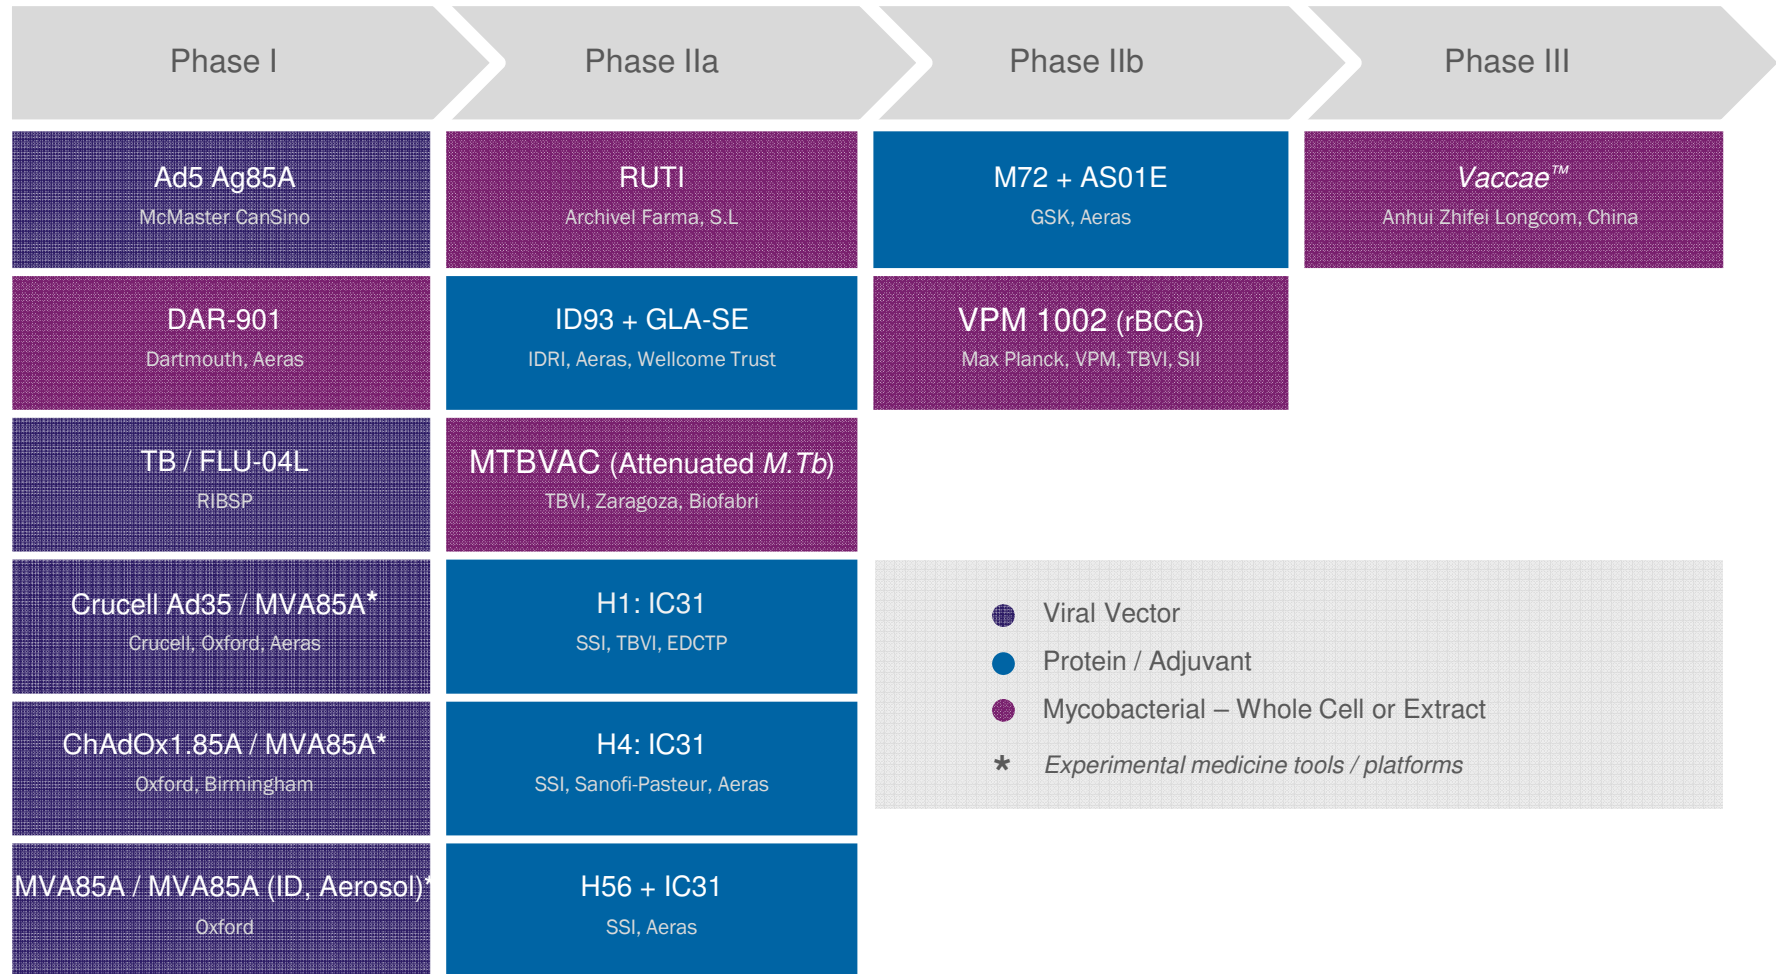 Phase I
Phase IIa
Phase IIb
Phase III
Ad5 Ag85A
McMaster CanSino
RUTI
Archivel Farma, S.L
M72 + AS01E
GSK, Aeras
Vaccae™
Anhui Zhifei Longcom, China
DAR-901
Dartmouth, Aeras
ID93 + GLA-SE
IDRI, Aeras, Wellcome Trust
VPM 1002 (rBCG)
Max Planck, VPM, TBVI, SII
TB / FLU-04L
RIBSP
MTBVAC (Attenuated M.Tb)
TBVI, Zaragoza, Biofabri
Crucell Ad35 / MVA85A*
Crucell, Oxford, Aeras
H1: IC31
SSI, TBVI, EDCTP
ChAdOx1.85A / MVA85A*
Oxford, Birmingham
H4: IC31
SSI, Sanofi-Pasteur, Aeras
MVA85A / MVA85A (ID, Aerosol)*
Oxford
H56 + IC31
SSI, Aeras
Viral Vector
Protein / Adjuvant
Mycobacterial – Whole Cell or Extract
* Experimental medicine tools / platforms